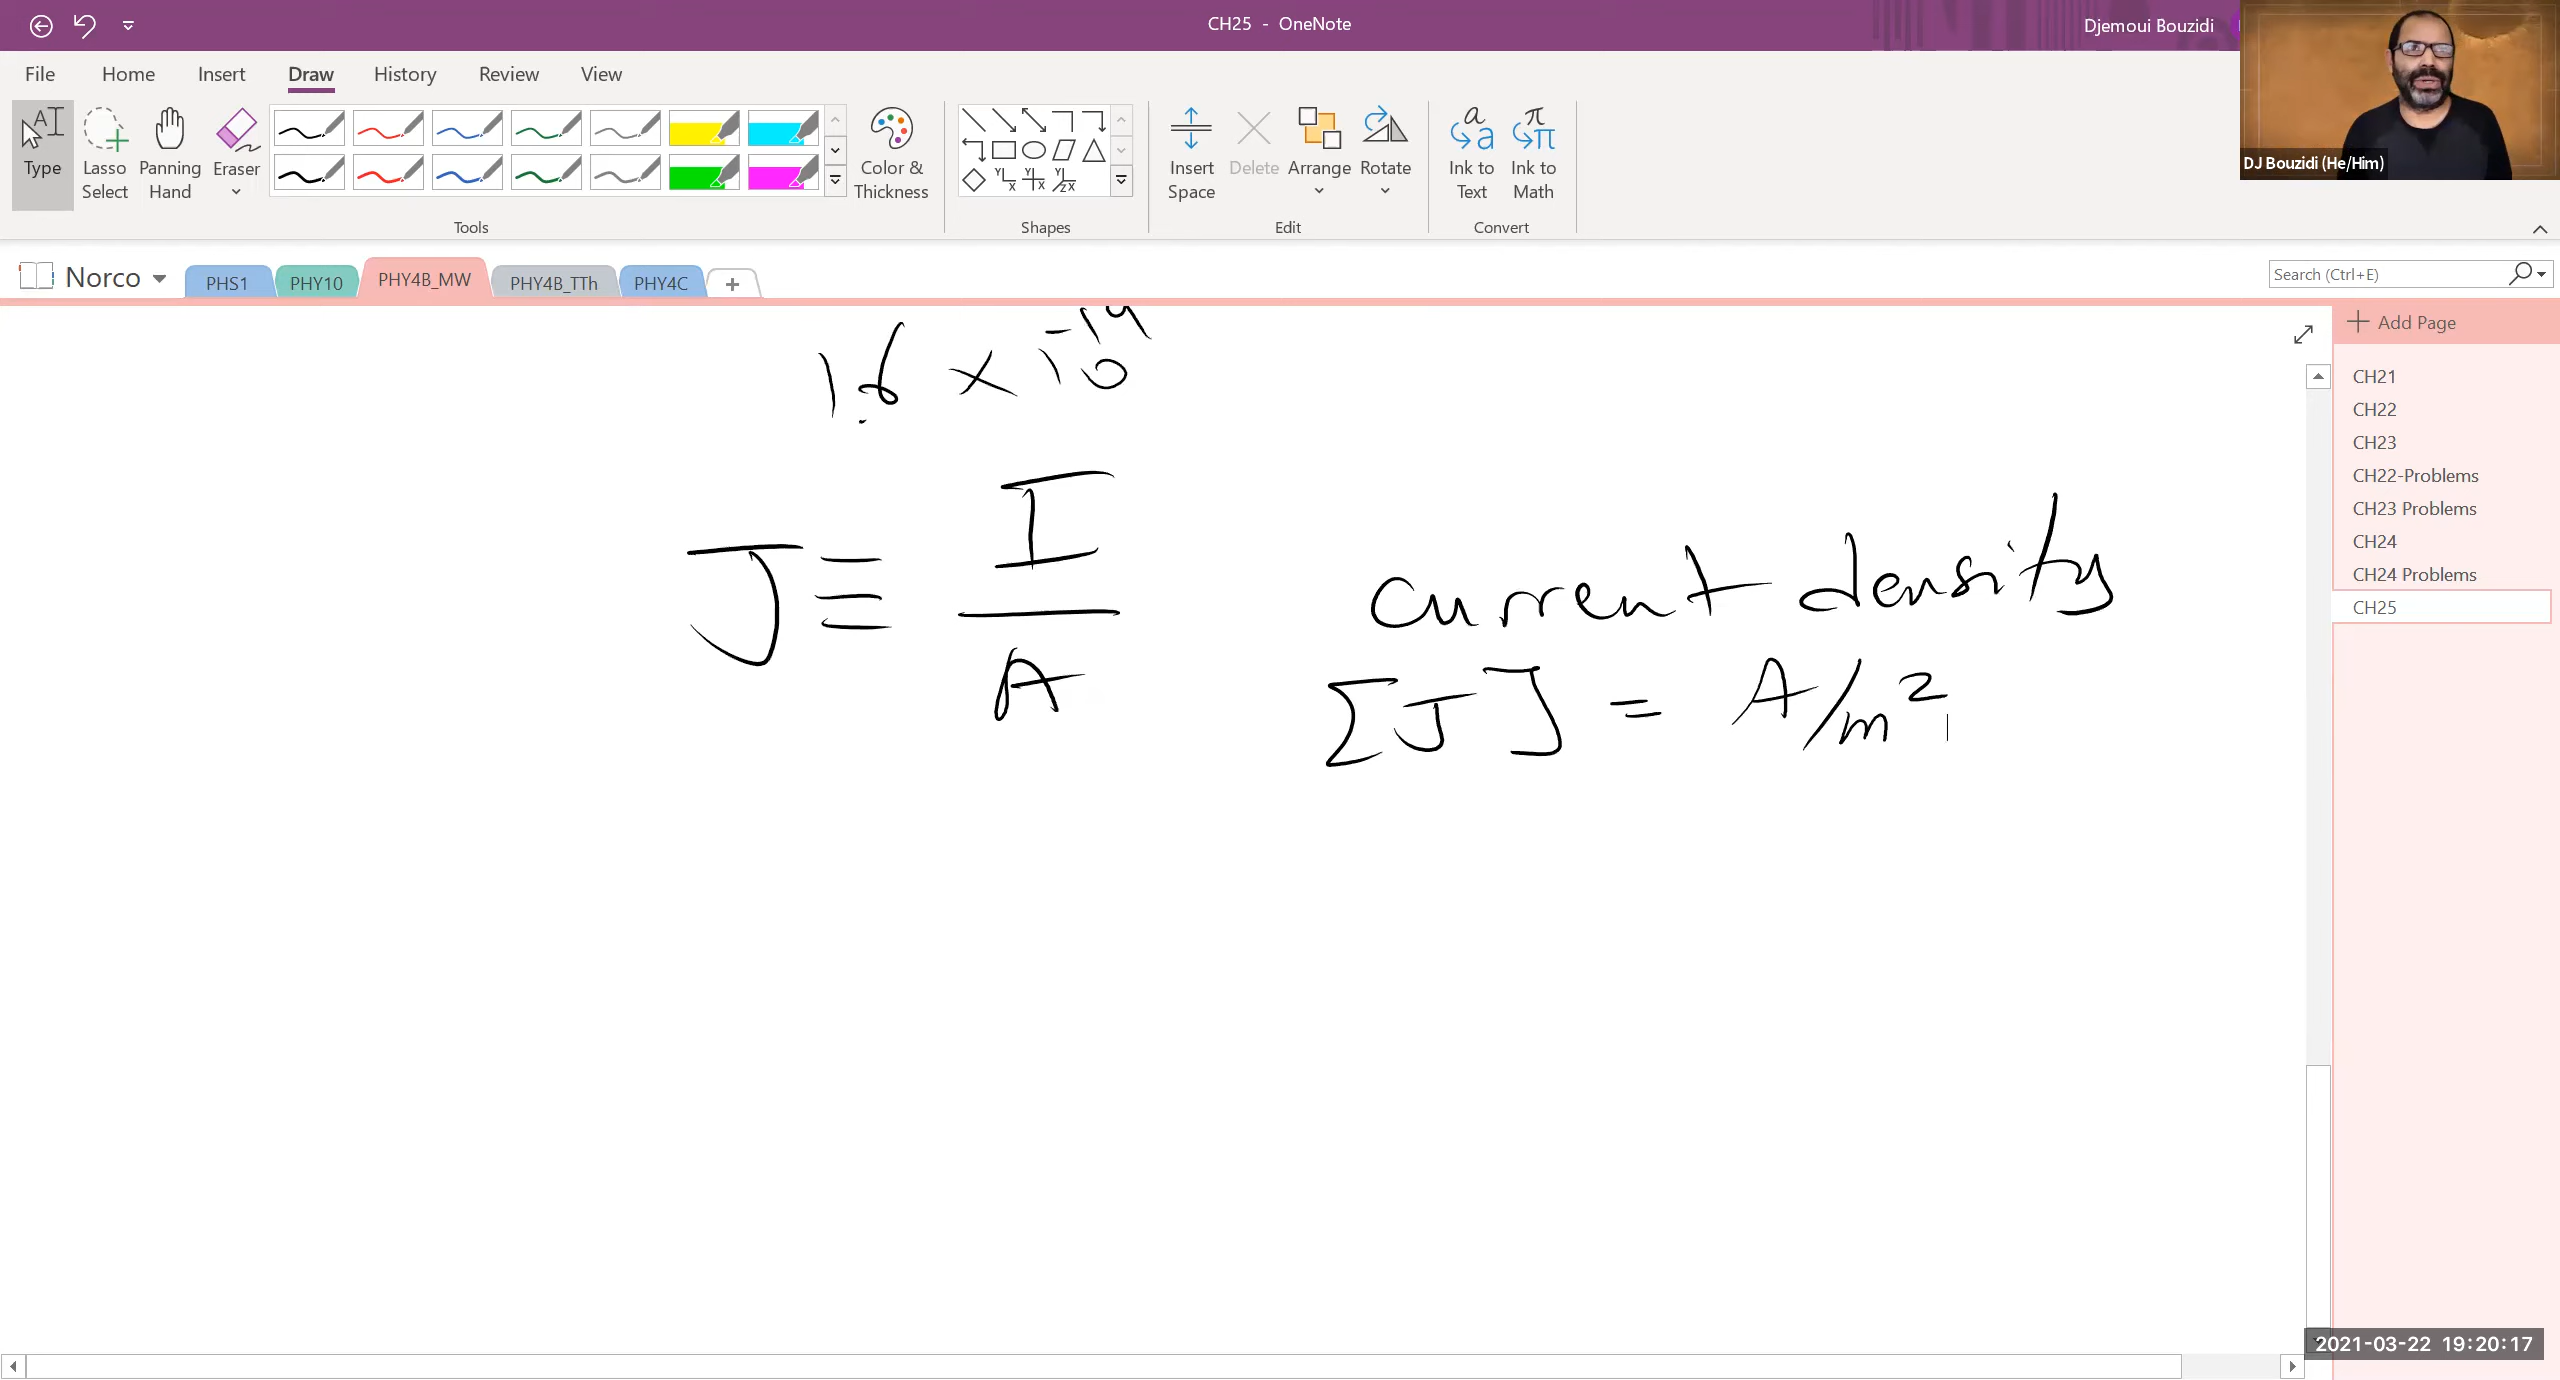 CH25 - OneNote
Djemoui Bouzidi
File Home Insert Draw History Review View
Type
Lasso Select
Panning Hand
Eraser
Color & Thickness
Insert Space
Delete
Arrange
Rotate
Ink to Text
Ink to Math
Tools
Shapes
Edit
Convert
DJ Bouzidi (He/Him)
Norco
PHS1
PHY10
PHY4B_MW
PHY4B_TTh
PHY4C
Search (Ctrl+E)
Add Page
CH21
CH22
CH23
CH22-Problems
CH23 Problems
CH24
CH24 Problems
CH25
1.6 × 10⁻¹⁹
J ≡ I / A
current density
[J] = A/m²
2021-03-22 19:20:17